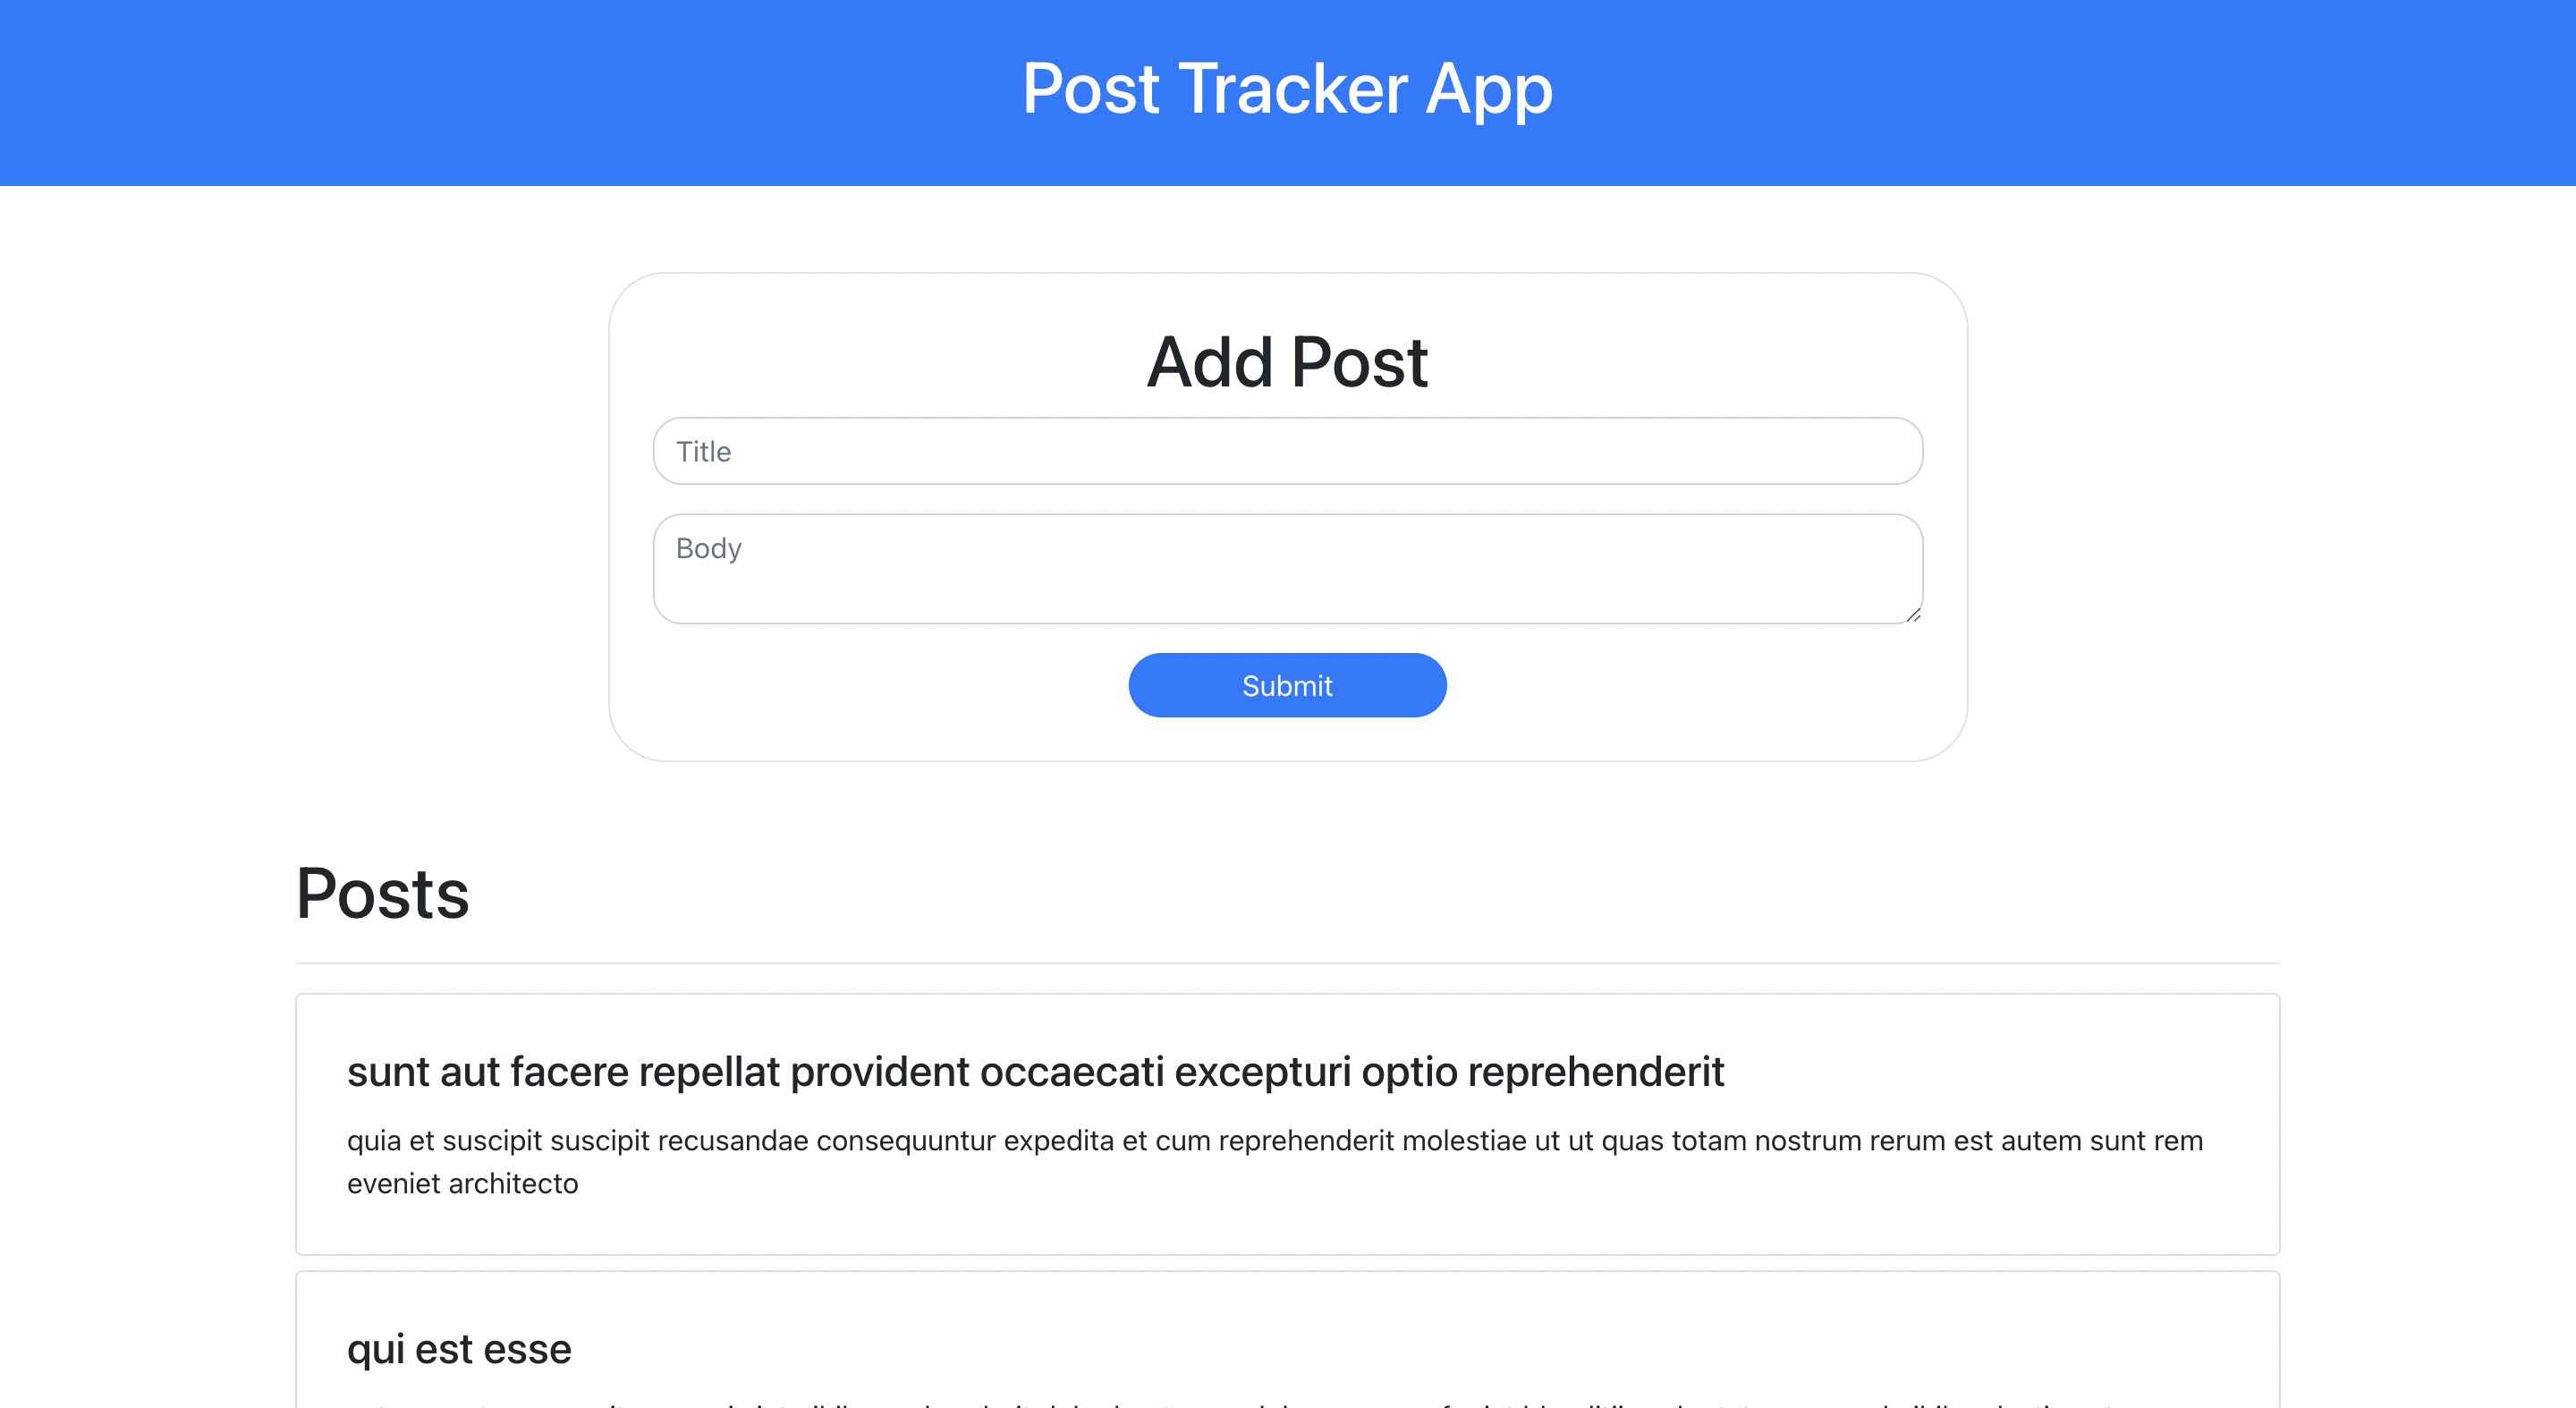 Post Tracker App
Add Post
Title
Body
Submit
Posts
sunt aut facere repellat provident occaecati excepturi optio reprehenderit
quia et suscipit suscipit recusandae consequuntur expedita et cum reprehenderit molestiae ut ut quas totam nostrum rerum est autem sunt rem
eveniet architecto
qui est esse